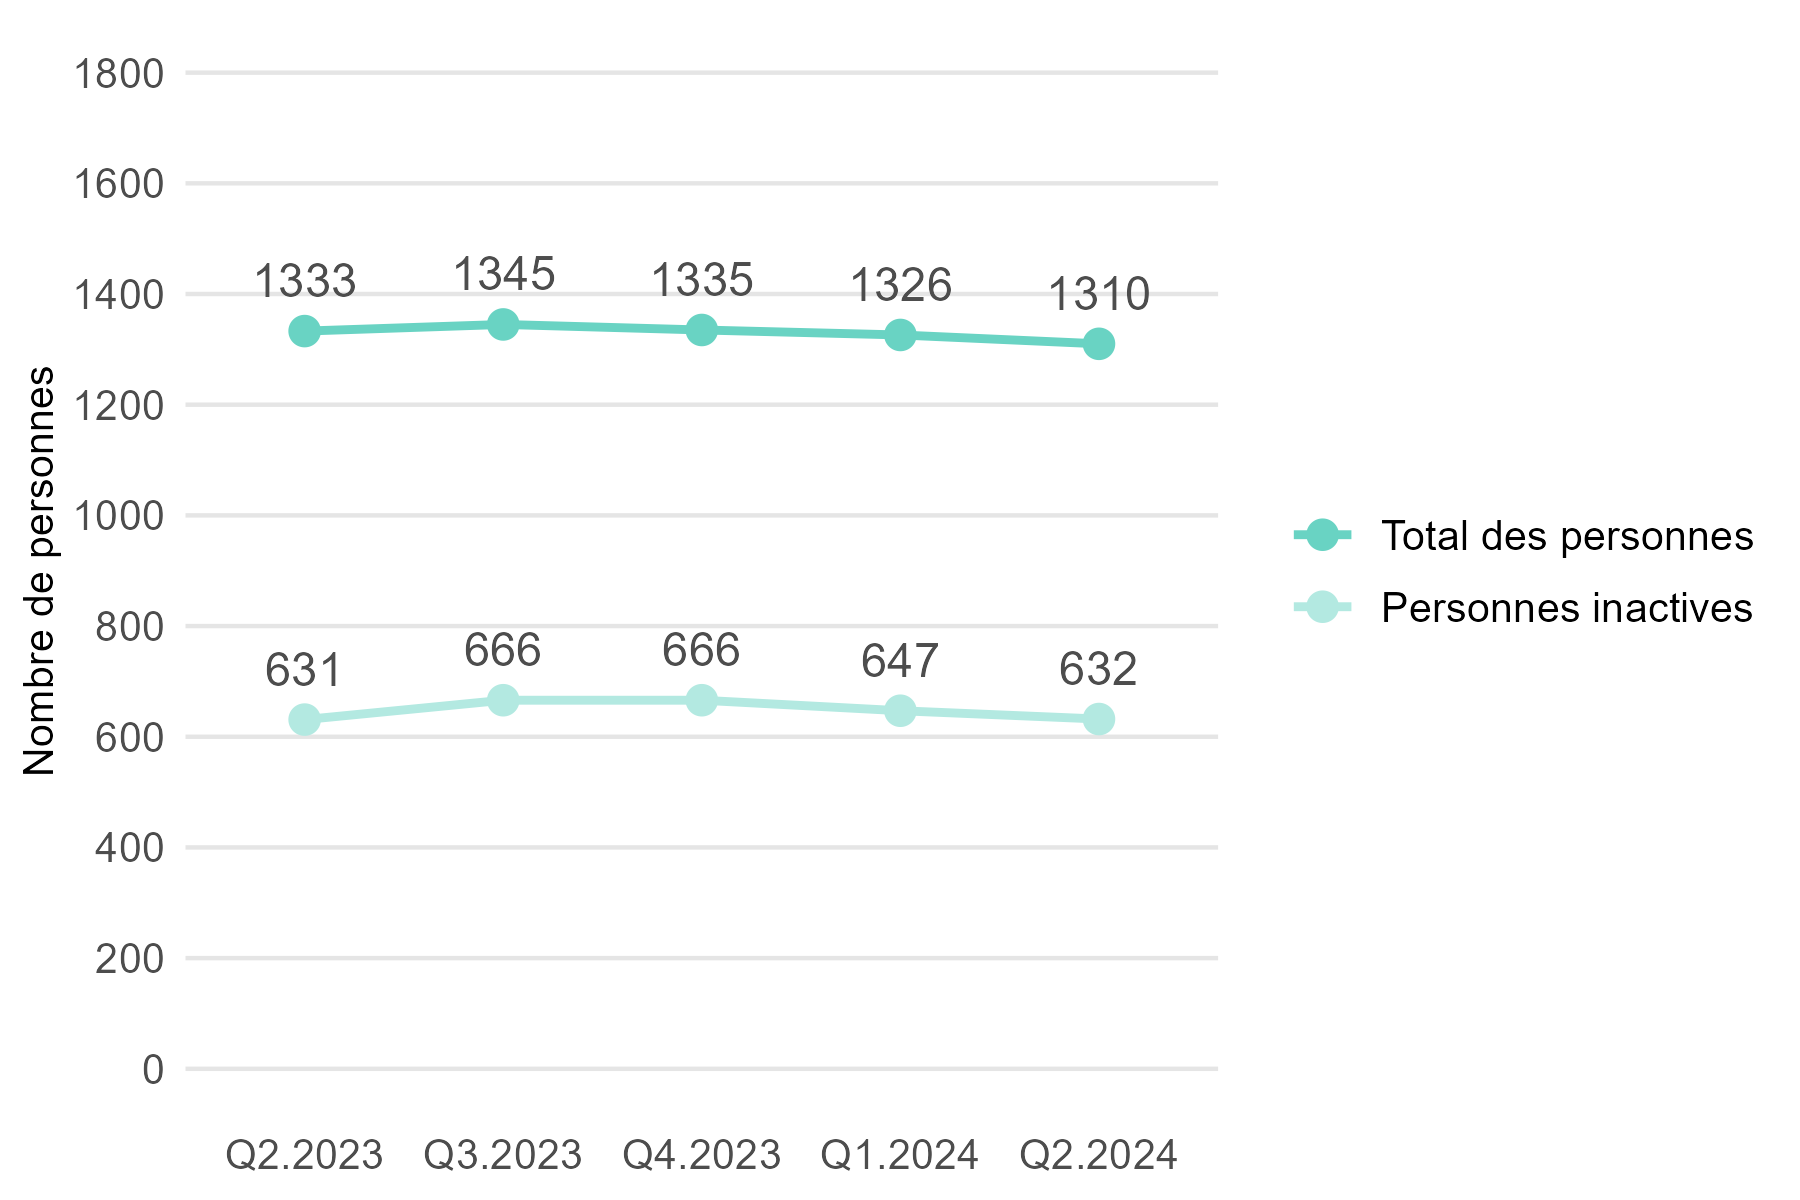 Nombre de personnes
1800
1600
1400
1200
1000
800
600
400
200
0
1333 1345 1335 1326 1310
631 666 666 647 632
Q2.2023 Q3.2023 Q4.2023 Q1.2024 Q2.2024
Total des personnes
Personnes inactives